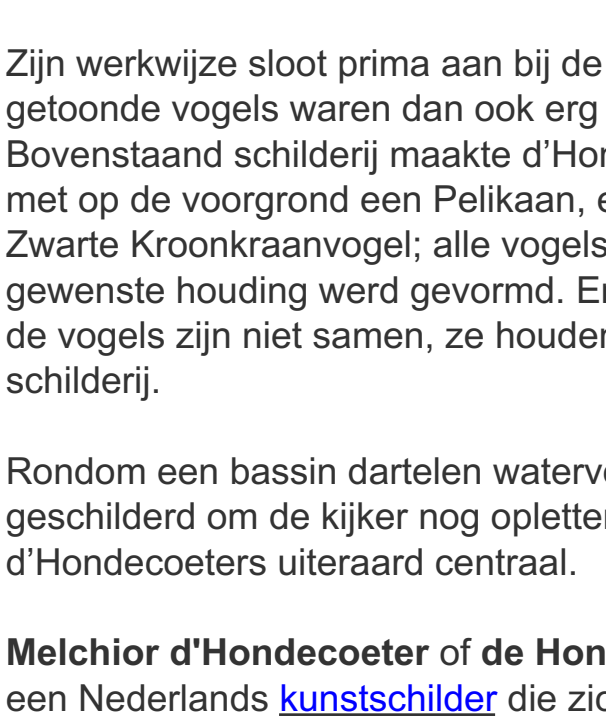 Zijn werkwijze sloot prima aan bij de
getoonde vogels waren dan ook erg
Bovenstaand schilderij maakte d’Hon
met op de voorgrond een Pelikaan, e
Zwarte Kroonkraanvogel; alle vogels
gewenste houding werd gevormd. En
de vogels zijn niet samen, ze houden
schilderij.
Rondom een bassin dartelen watervo
geschilderd om de kijker nog opletten
d’Hondecoeters uiteraard centraal.
Melchior d'Hondecoeter of de Hon
een Nederlands kunstschilder die zic